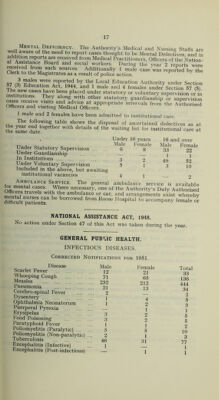 17
MENTAL DEFICIENCY. The Authority's Medical and Nursing Staffs are
well aware of the need to report cases thought to be Mental Defectives, and in
addition reports are received from Medical Practitioners, Officers of the Nation-
al Assistance Board and social workers. During the year 2 reports were
received from such sources. Additionally 1 male case was reported by the
Clerk to the Magistrates as a result of police action.
3 males were reported by the Local Education Authority under Section
57 (3) Education Act, 1944, and 1 male and 4 females under Section 57 (5).
The new cases have been placed under statutory or voluntary supervision or in
institutions. They along with other statutory guardianship or supervision
cases receive visits and advice at appropriate intervals from the Authorised
Officers and visiting Medical Officers.
1 male and 2 females have been admitted to institutional care.
The following table shows the disposal of ascertained defectives as at
the year end together with details of the waiting list for institutional care at
the same date.
Under 16 years 16 and over
Male Female Male Female
Under Statutory Supervision 6 8 33 22
Under Guardianship
In Institutions 3 2 49 52
Under Voluntary Supervision 5 1 3 10
Included in the above, but awaiting
institutional vacancies 4 1 — 2
AMBULANCE SERVICE. The general ambulance service is available
for mental cases. Where necessary, one of the Authority's Duly Authorised
Officers travels with the ambulance or car, and arrangements exist whereby
mental nurses can be borrowed from Roome Hospital to accompany female or
difficult patients.
NATIONAL ASSISTANCE ACT, 1948.
No action under Section 47 of this Act was taken during the year.
GENERAL PUBLIC HEALTH.
INFECTIOUS DISEASES.
CORRECTED NOTIFICATIONS FOR 1951.
Disease Male Female Total
Scarlet Fever 12 21 33
Whooping Cough 71 65 136
Measles 232 212 444
Pneumonia 21 13 34
Cerebro-spinal Fever 2 — 2
Dysentery 1 4 5
Ophthalmia Neonatorum 1 2 3
Puerperal Pyrexia — 1 1
Erysipelas 3 2 5
Food Poisoning 3 2 5
Paratyphoid Fever 1 1 2
Poliomyelitis (Paralytic) 5 5 10
Poliomyelitis (Non-paralytic) 2 1 3
Tuberculosis 46 31 77
Encephalitis (Infective) — 1 1
Encephalitis (Post-infectious) — 1 1